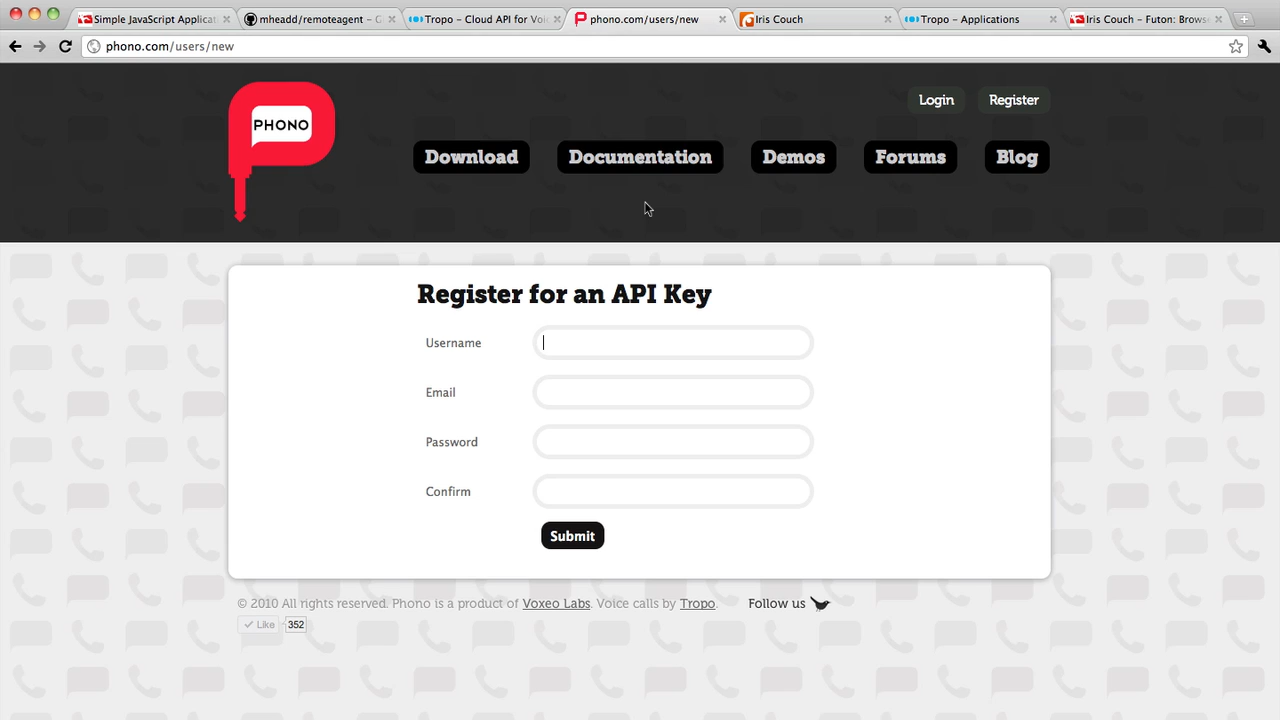 Simple JavaScript Applicat
mheadd/remoteagent – G
Tropo – Cloud API for Voi
phono.com/users/new
Iris Couch
Tropo – Applications
Iris Couch – Futon: Brows
phono.com/users/new
PHONO
Login
Register
Download
Documentation
Demos
Forums
Blog
Register for an API Key
Username
Email
Password
Confirm
Submit
© 2010 All rights reserved. Phono is a product of Voxeo Labs. Voice calls by Tropo.
Follow us
Like
352